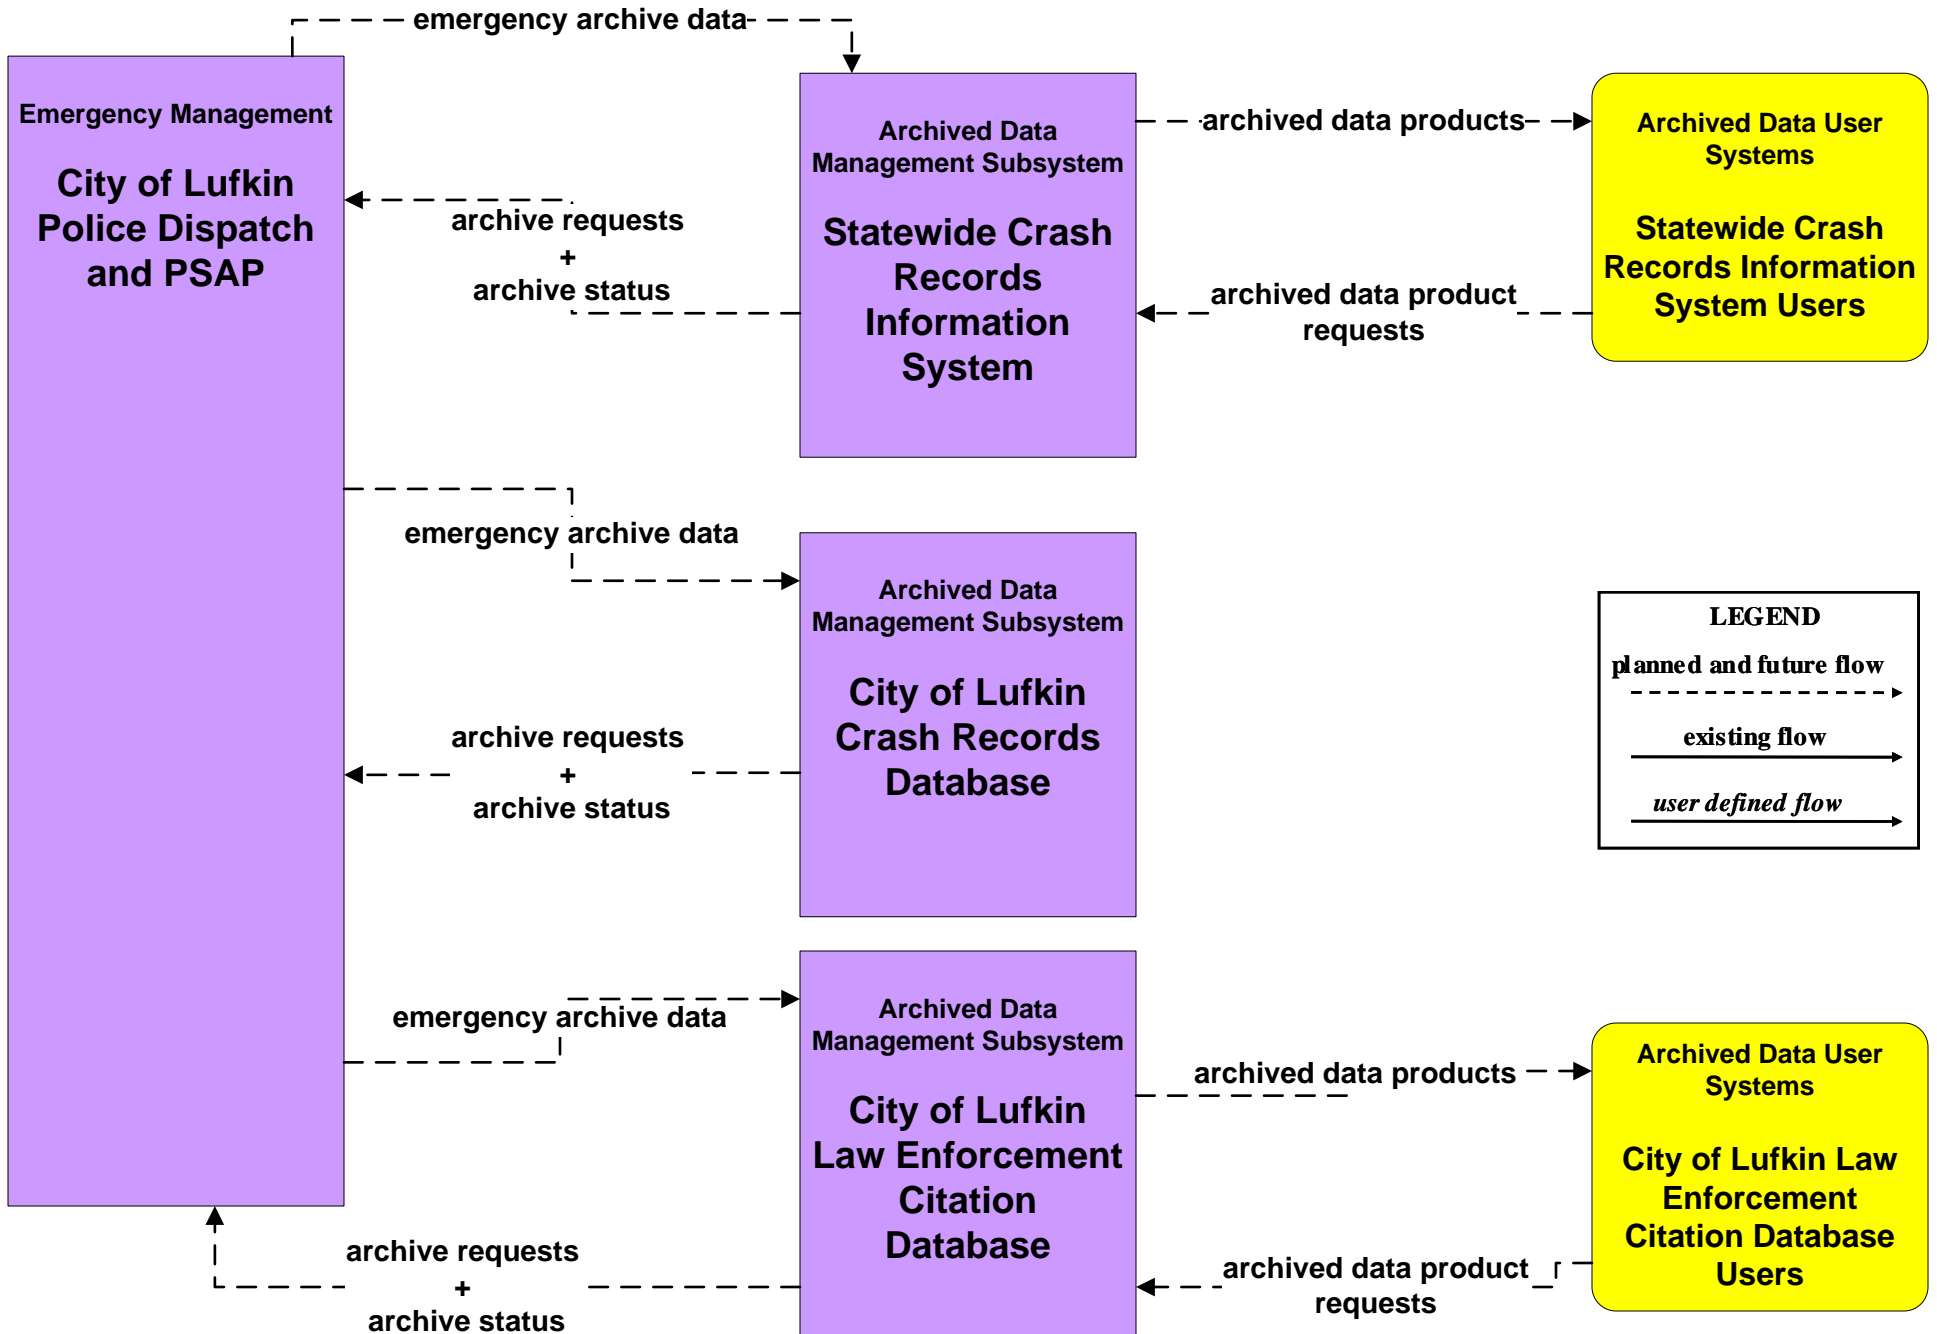 emergency archive data
Emergency Management
City of Lufkin
Police Dispatch
and PSAP
archive requests
+
archive status
Archived Data
Management Subsystem
Statewide Crash
Records
Information
System
archived data products
archived data product
requests
Archived Data User
Systems
Statewide Crash
Records Information
System Users
emergency archive data
Archived Data
Management Subsystem
City of Lufkin
Crash Records
Database
archive requests
+
archive status
LEGEND
planned and future flow
existing flow
user defined flow
emergency archive data
Archived Data
Management Subsystem
City of Lufkin
Law Enforcement
Citation
Database
archive requests
+
archive status
archived data products
archived data product
requests
Archived Data User
Systems
City of Lufkin Law
Enforcement
Citation Database
Users